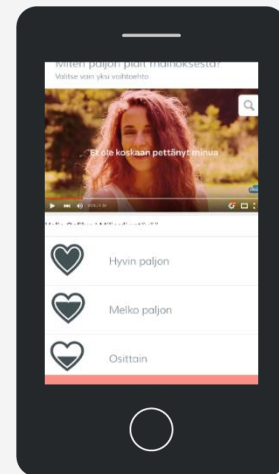 Miten paljon pidit mainoksesta?
Valitse vain yksi vaihtoehto
"Et ole koskaan pettänyt minua
Hyvin paljon
Melko paljon
Osittain